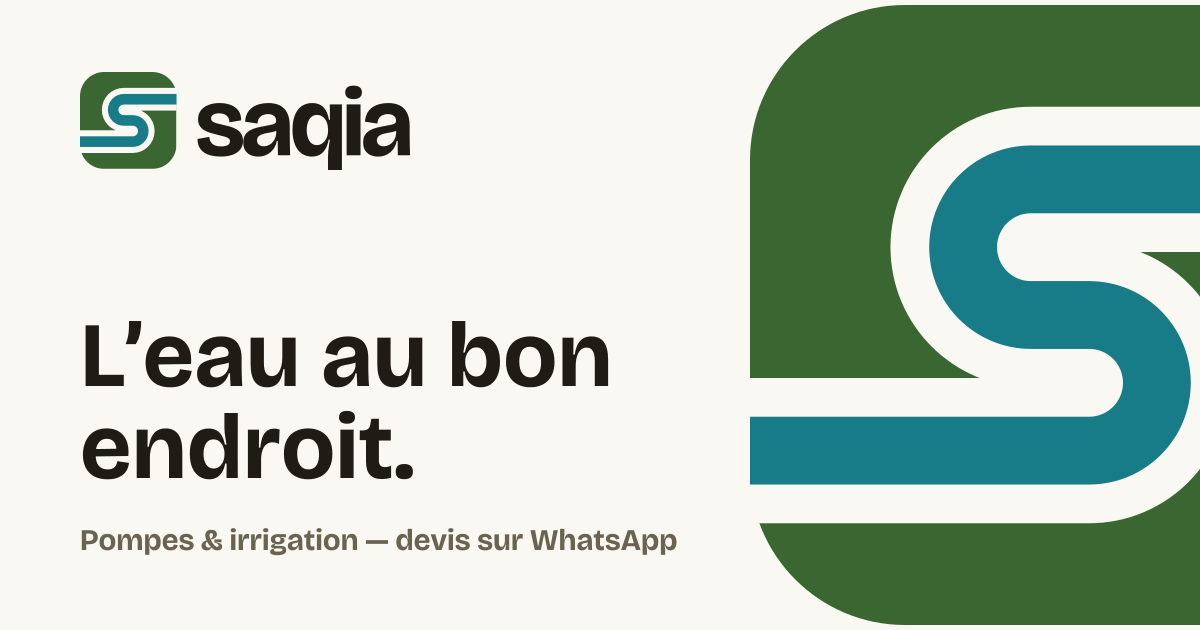 saqia
L’eau au bon
endroit.
Pompes & irrigation — devis sur WhatsApp